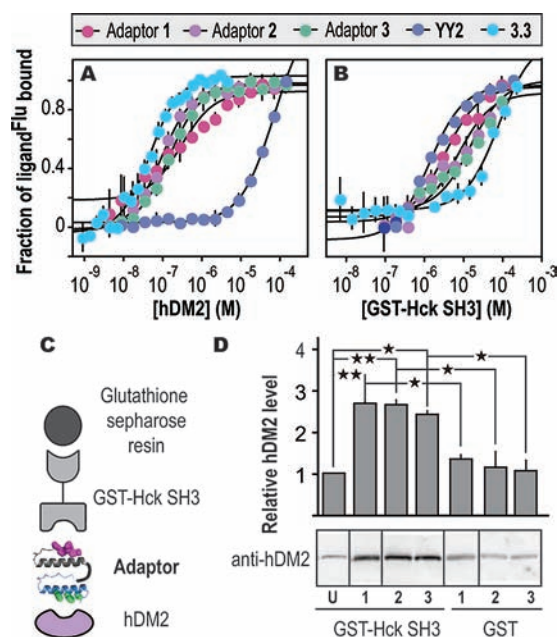 Adaptor 1 Adaptor 2 Adaptor 3 YY2 3.3
A
B
Fraction of ligand^Flu bound
0.8
0.4
0
10^-9 10^-8 10^-7 10^-6 10^-5 10^-4
[hDM2] (M)
10^-8 10^-7 10^-6 10^-5 10^-4 10^-3
[GST-Hck SH3] (M)
C
Glutathione
sepharose
resin
GST-Hck SH3
Adaptor
hDM2
D
Relative hDM2 level
4
3
2
1
★
★★
★★
★
★
★
anti-hDM2
U 1 2 3 1 2 3
GST-Hck SH3 GST